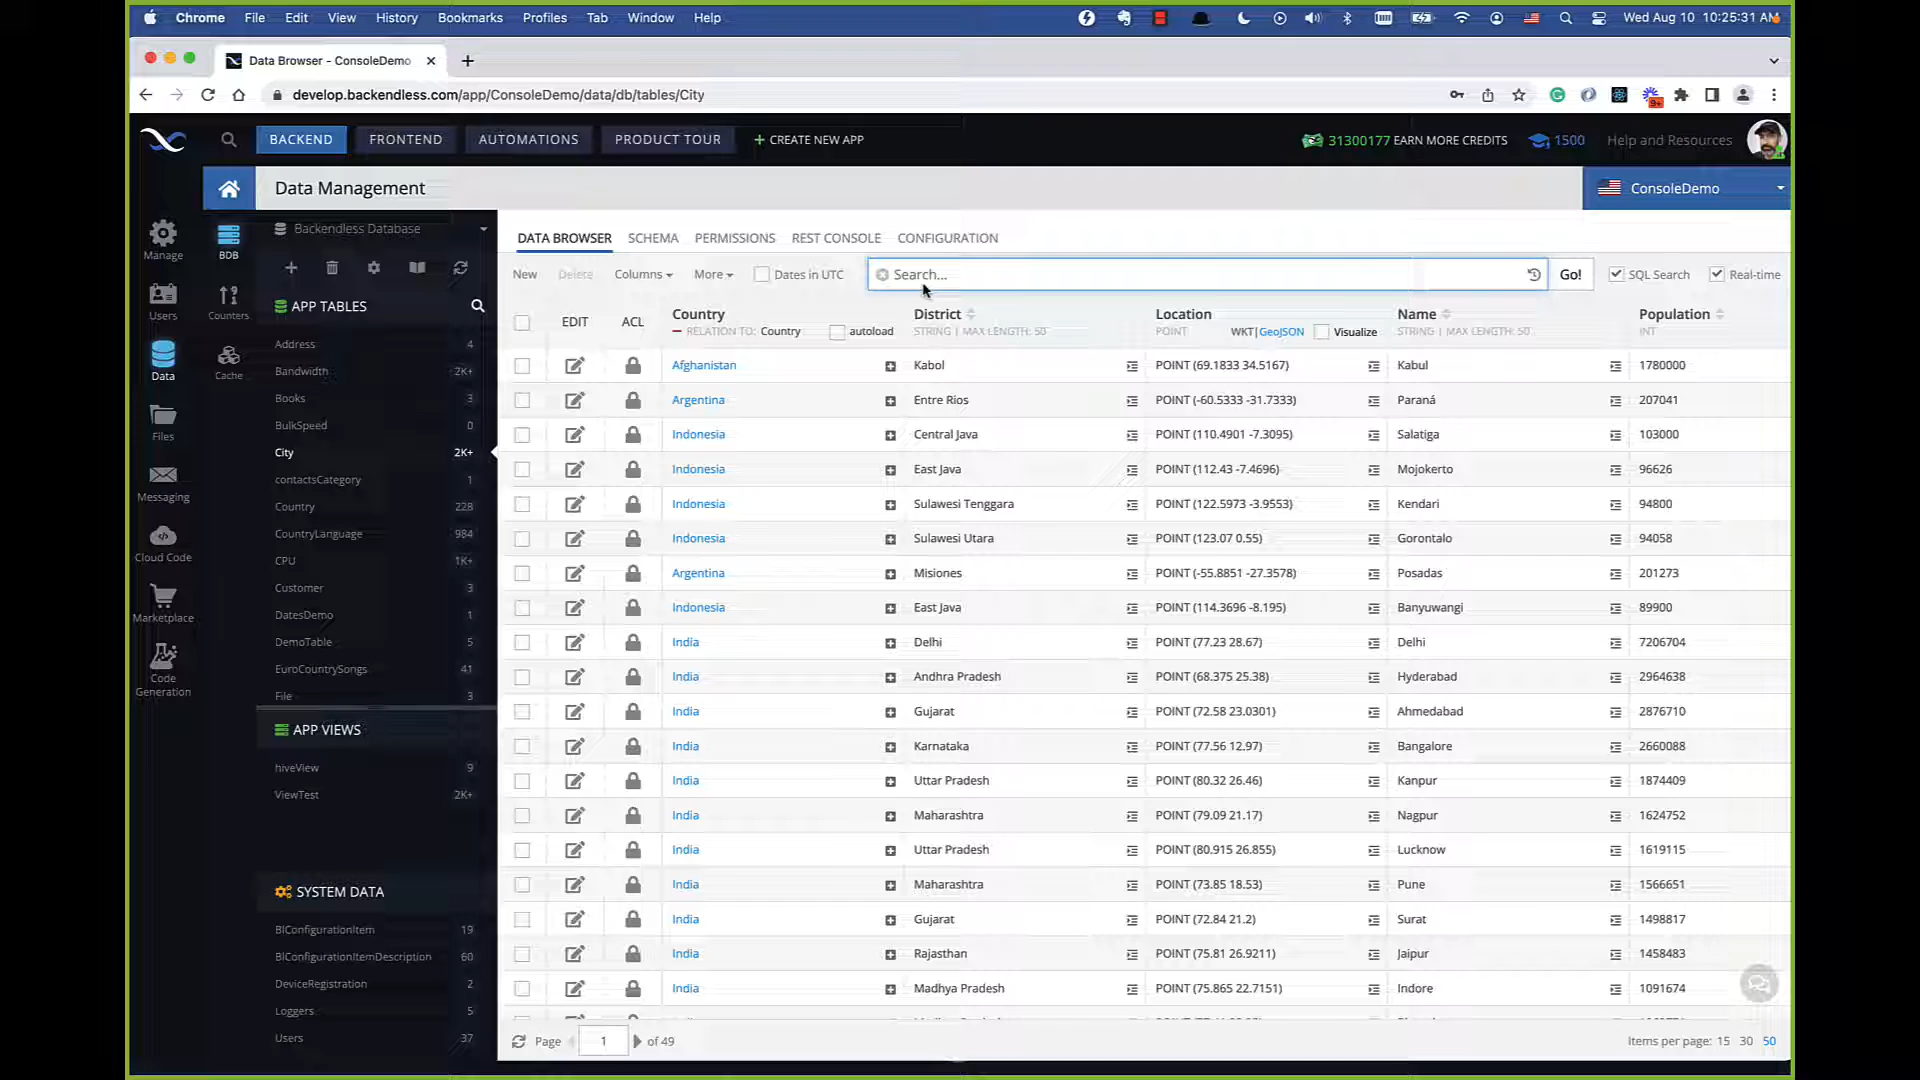 Chrome File Edit View History Bookmarks Profiles Tab Window Help Wed Aug 10 10:25:31 AM
Data Browser - ConsoleDemo
develop.backendless.com/app/ConsoleDemo/data/db/tables/City
9+
BACKEND FRONTEND AUTOMATIONS PRODUCT TOUR + CREATE NEW APP 31300177 EARN MORE CREDITS 1500 Help and Resources
Data Management ConsoleDemo
Manage
Users
Data
Files
Messaging
Cloud Code
Marketplace
Code
Generation
BDB
Counters
Cache
Backendless Database
APP TABLES
Address 4
Bandwidth 2K+
Books 3
BulkSpeed 0
City 2K+
contactsCategory 1
Country 228
CountryLanguage 984
CPU 1K+
Customer 3
DatesDemo 1
DemoTable 5
EuroCountrySongs 41
File 3
APP VIEWS
hiveView 9
ViewTest 2K+
SYSTEM DATA
BlConfigurationItem 19
BlConfigurationItemDescription 60
DeviceRegistration 2
Loggers 5
Users 37
DATA BROWSER SCHEMA PERMISSIONS REST CONSOLE CONFIGURATION
New Delete Columns More Dates in UTC Search... Go! SQL Search Real-time
EDIT ACL Country District Location Name Population
RELATION TO: Country autoload STRING | MAX LENGTH: 50 POINT WKT|GeoJSON Visualize STRING | MAX LENGTH: 50 INT
Afghanistan Kabol POINT (69.1833 34.5167) Kabul 1780000
Argentina Entre Rios POINT (-60.5333 -31.7333) Paraná 207041
Indonesia Central Java POINT (110.4901 -7.3095) Salatiga 103000
Indonesia East Java POINT (112.43 -7.4696) Mojokerto 96626
Indonesia Sulawesi Tenggara POINT (122.5973 -3.9553) Kendari 94800
Indonesia Sulawesi Utara POINT (123.07 0.55) Gorontalo 94058
Argentina Misiones POINT (-55.8851 -27.3578) Posadas 201273
Indonesia East Java POINT (114.3696 -8.195) Banyuwangi 89900
India Delhi POINT (77.23 28.67) Delhi 7206704
India Andhra Pradesh POINT (68.375 25.38) Hyderabad 2964638
India Gujarat POINT (72.58 23.0301) Ahmedabad 2876710
India Karnataka POINT (77.56 12.97) Bangalore 2660088
India Uttar Pradesh POINT (80.32 26.46) Kanpur 1874409
India Maharashtra POINT (79.09 21.17) Nagpur 1624752
India Uttar Pradesh POINT (80.915 26.855) Lucknow 1619115
India Maharashtra POINT (73.85 18.53) Pune 1566651
India Gujarat POINT (72.84 21.2) Surat 1498817
India Rajasthan POINT (75.81 26.9211) Jaipur 1458483
India Madhya Pradesh POINT (75.865 22.7151) Indore 1091674
Page 1 of 49 Items per page: 15 30 50